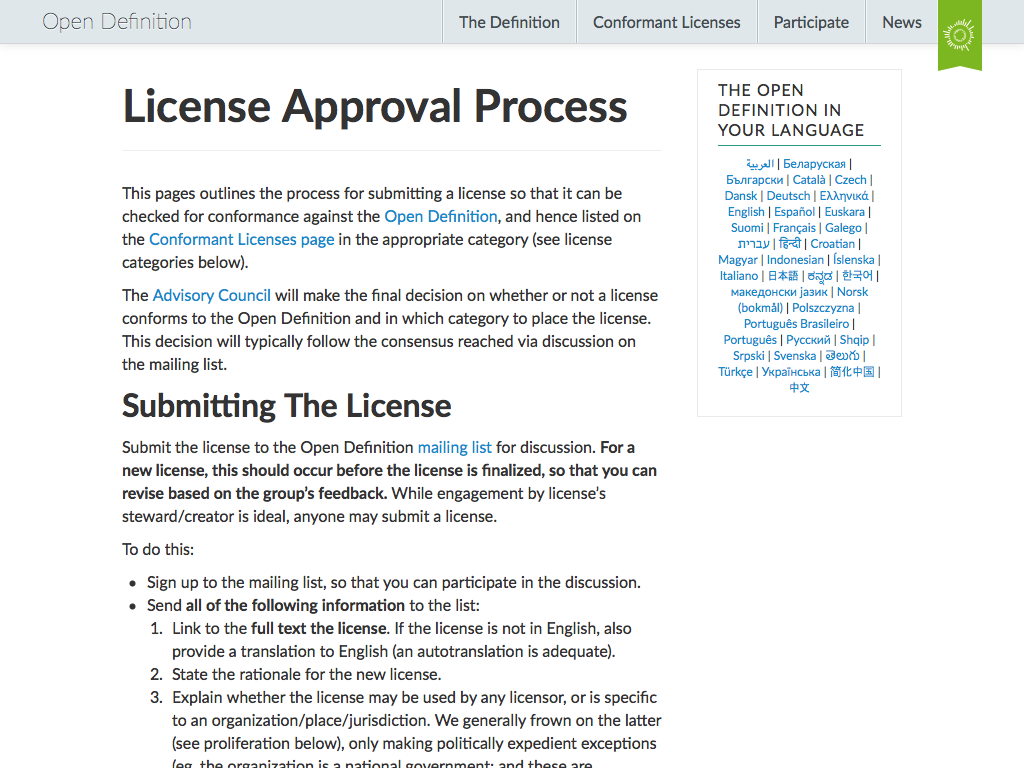 Open Definition
The Definition
Conformant Licenses
Participate
News
License Approval Process
This pages outlines the process for submitting a license so that it can be
checked for conformance against the Open Definition, and hence listed on
the Conformant Licenses page in the appropriate category (see license
categories below).
The Advisory Council will make the final decision on whether or not a license
conforms to the Open Definition and in which category to place the license.
This decision will typically follow the consensus reached via discussion on
the mailing list.
Submitting The License
Submit the license to the Open Definition mailing list for discussion. For a
new license, this should occur before the license is finalized, so that you can
revise based on the group's feedback. While engagement by license's
steward/creator is ideal, anyone may submit a license.
To do this:
• Sign up to the mailing list, so that you can participate in the discussion.
• Send all of the following information to the list:
1. Link to the full text the license. If the license is not in English, also
provide a translation to English (an autotranslation is adequate).
2. State the rationale for the new license.
3. Explain whether the license may be used by any licensor, or is specific
to an organization/place/jurisdiction. We generally frown on the latter
(see proliferation below), only making politically expedient exceptions
(eg, the organization is a national government; and these are
THE OPEN
DEFINITION IN
YOUR LANGUAGE
العربية | Беларуская |
Български | Català | Czech |
Dansk | Deutsch | Ελληνικά |
English | Español | Euskara |
Suomi | Français | Galego |
עברית | हिन्दी | Croatian |
Magyar | Indonesian | Íslenska |
Italiano | 日本語 | ಕನ್ನಡ | 한국어 |
македонски јазик | Norsk
(bokmål) | Polszczyzna |
Português Brasileiro |
Português | Русский | Shqip |
Srpski | Svenska | తెలుగు |
Türkçe | Українська | 简化中国 |
中文